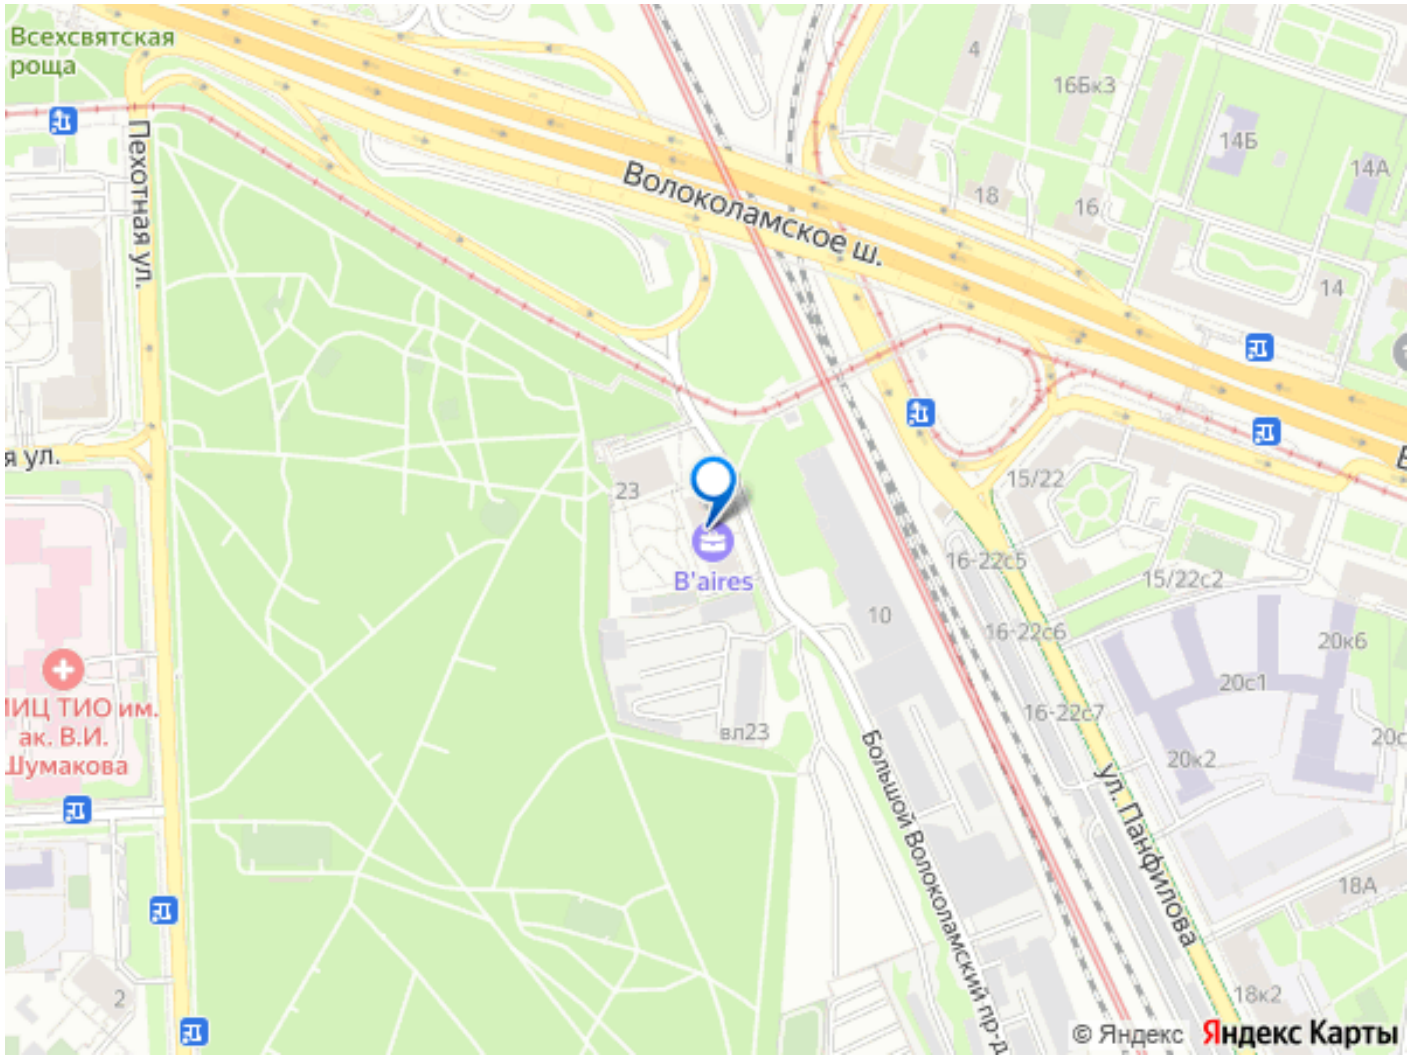 Всехсвятская
роща
Пехотная ул.
Волоколамское ш.
4
16Бк3
14Б
14А
18
16
14
я ул.
23
B'aires
15/22
16-22с5
15/22с2
10
16-22с6
20к6
20с1
16-22с7
20к2
вл23
ИЦ ТИО им.
ак. В.И.
Шумакова
Большой Волоколамский пр-д
ул. Панфилова
18А
2
18к2
© Яндекс
Яндекс Карты